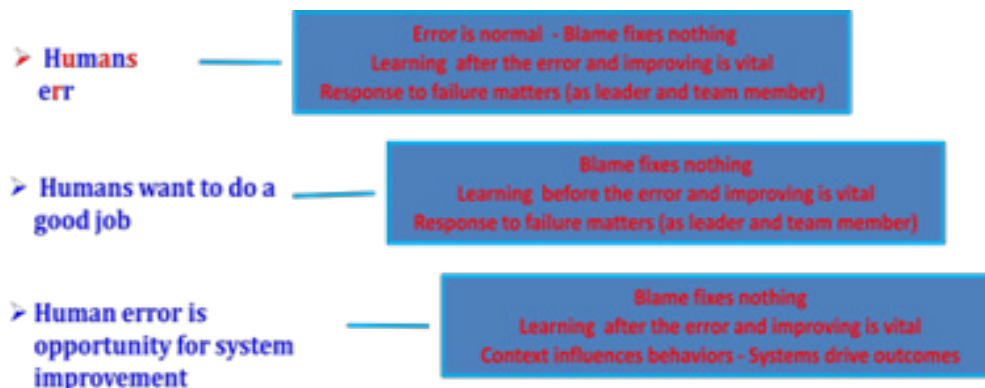 ➤ Humans
err
Error is normal - Blame fixes nothing
Learning after the error and improving is vital
Response to failure matters (as leader and team member)
➤ Humans want to do a
good job
Blame fixes nothing
Learning before the error and improving is vital
Response to failure matters (as leader and team member)
➤ Human error is
opportunity for system
improvement
Blame fixes nothing
Learning after the error and improving is vital
Context influences behaviors - Systems drive outcomes